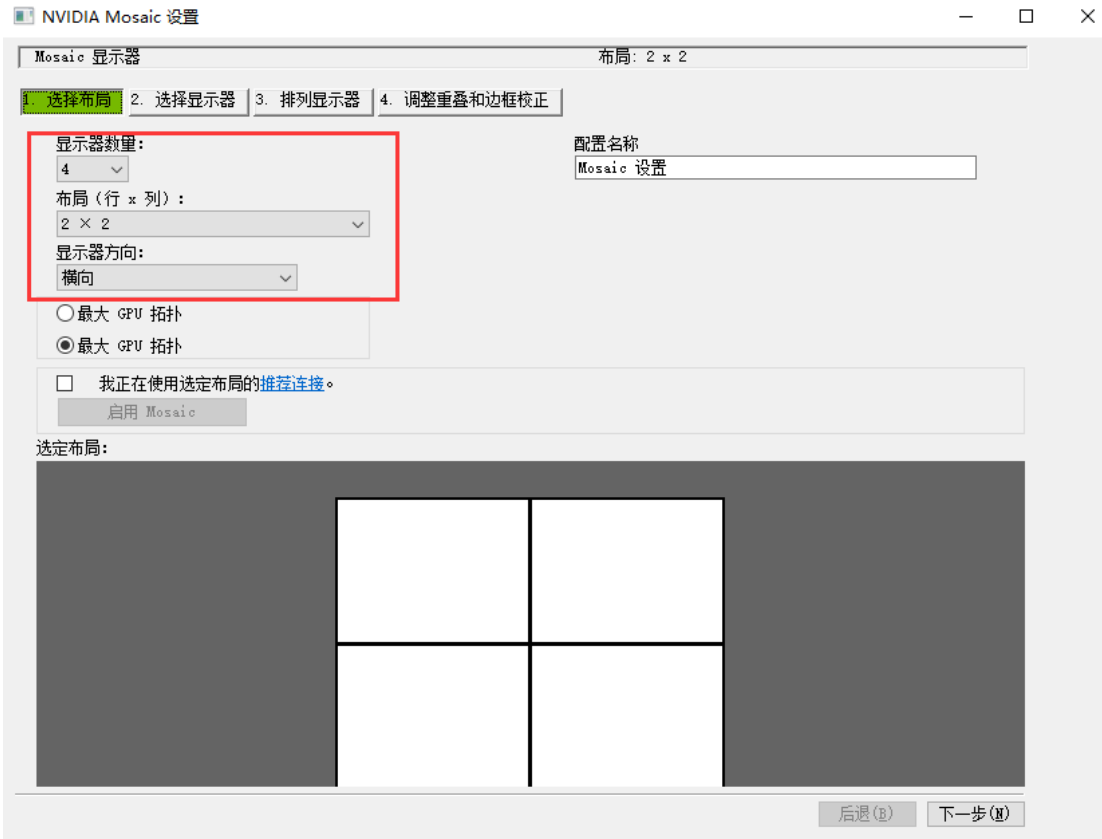 NVIDIA Mosaic 设置
Mosaic 显示器 布局: 2 x 2
1. 选择布局 2. 选择显示器 3. 排列显示器 4. 调整重叠和边框校正
显示器数量:
4
布局（行 x 列）:
2 × 2
显示器方向:
横向
配置名称
Mosaic 设置
最大 GPU 拓扑
最大 GPU 拓扑
我正在使用选定布局的推荐连接。
启用 Mosaic
选定布局:
后退(B) 下一步(N)